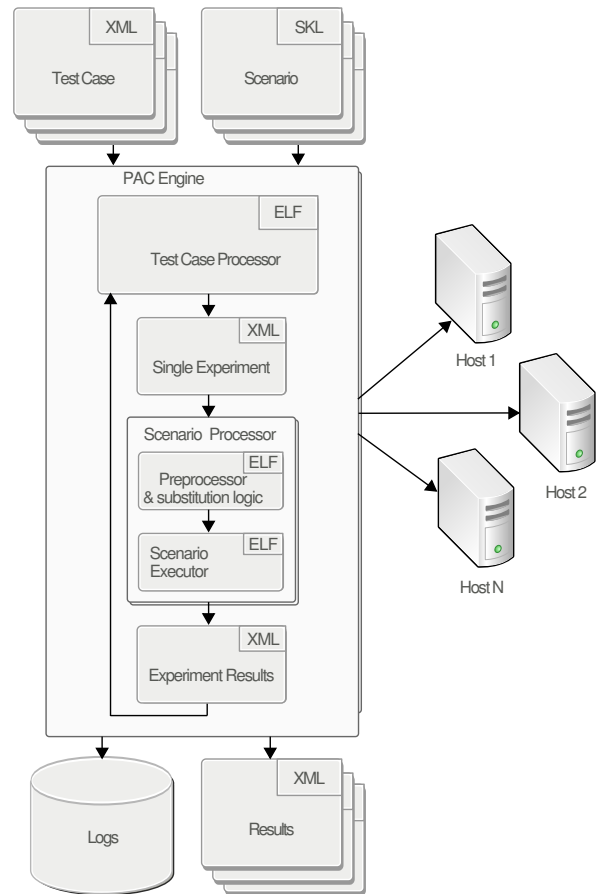 XML
Test Case
SKL
Scenario
PAC Engine
ELF
Test Case Processor
XML
Single Experiment
Scenario Processor
ELF
Preprocessor
& substitution logic
ELF
Scenario
Executor
XML
Experiment Results
Host 1
Host 2
Host N
Logs
XML
Results